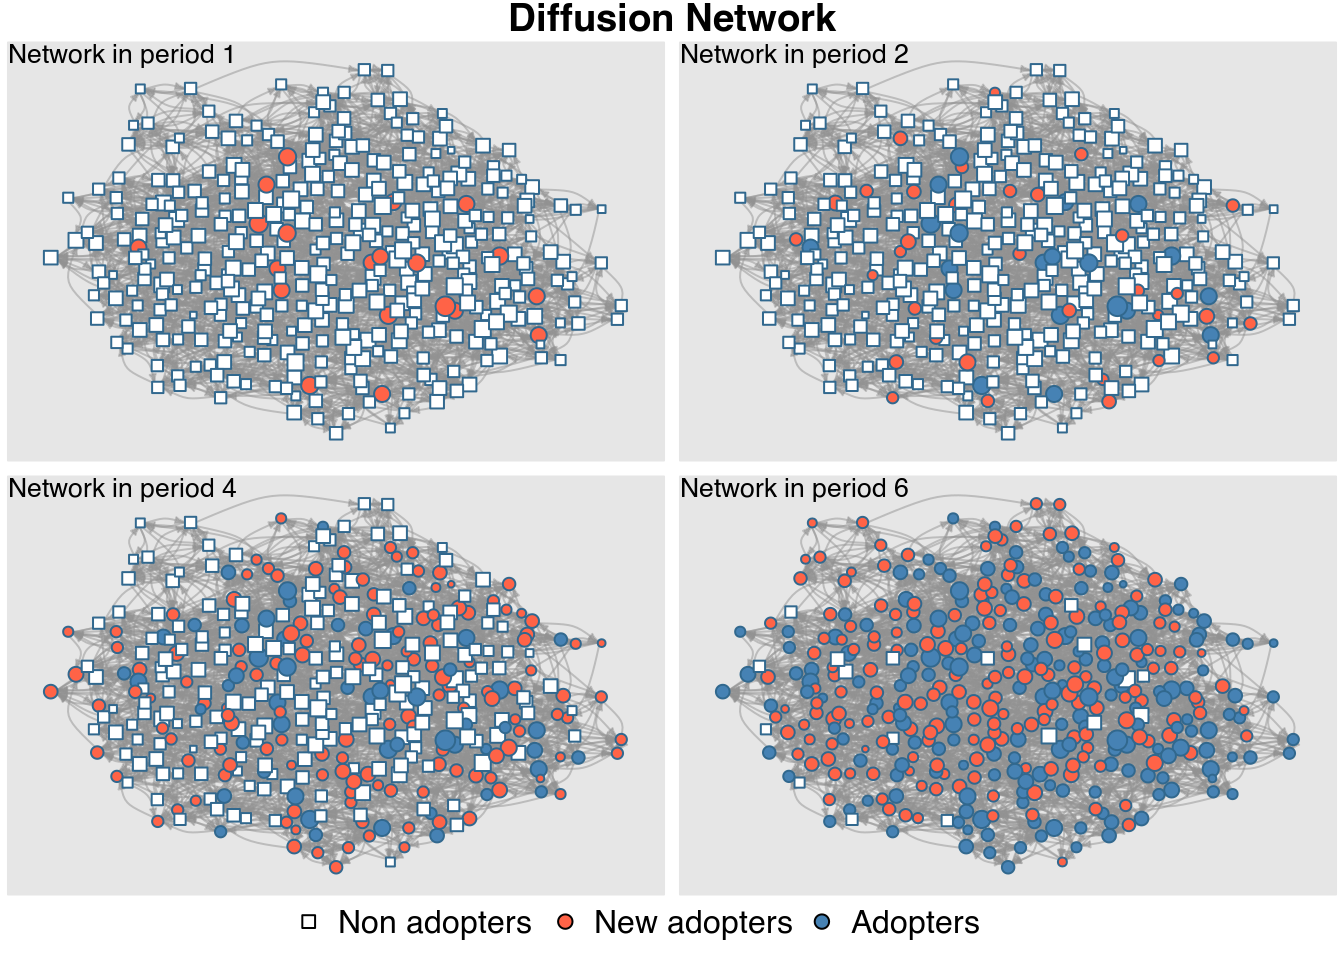 Diffusion Network
Network in period 1
Network in period 2
Network in period 4
Network in period 6
Non adopters New adopters Adopters